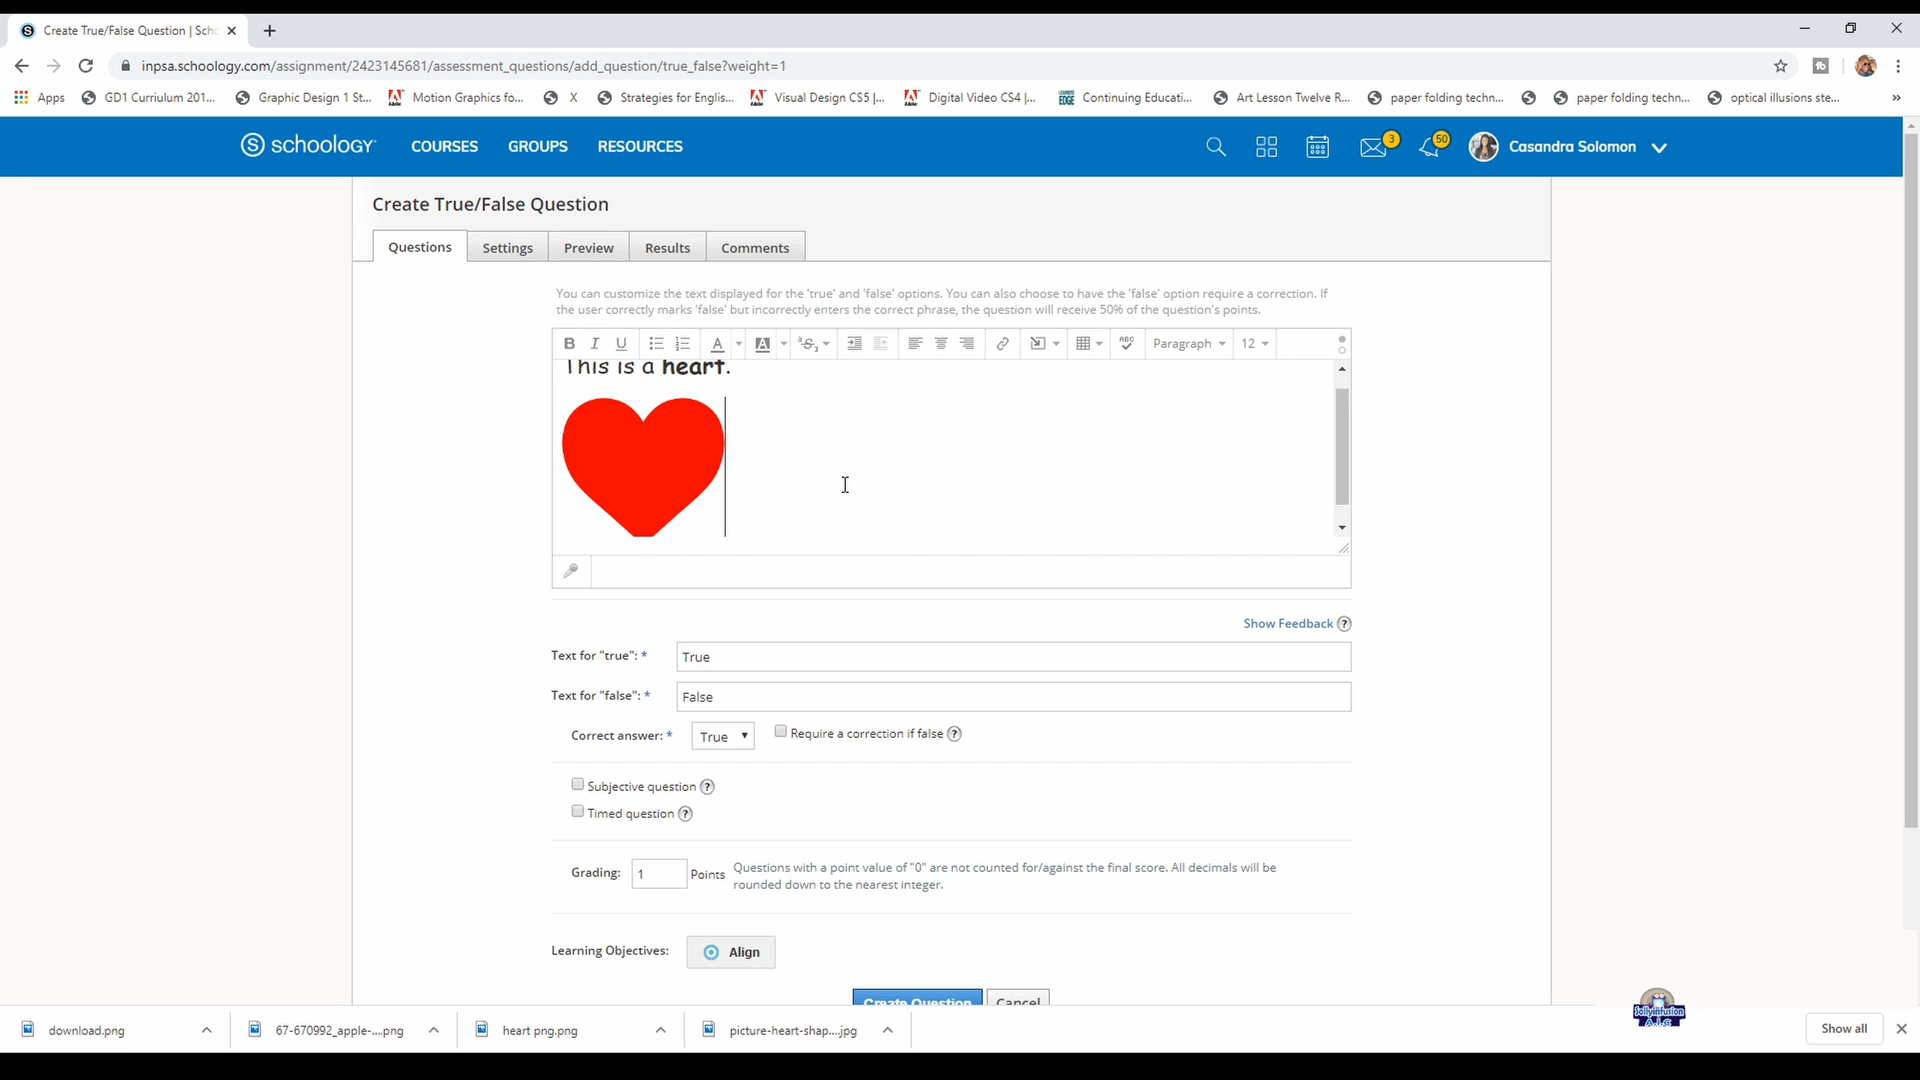 Create True/False Question | Sch
inpsa.schoology.com/assignment/2423145681/assessment_questions/add_question/true_false?weight=1
Apps GD1 Curriulum 201... Graphic Design 1 St... Motion Graphics fo... X Strategies for Englis... Visual Design CS5 |... Digital Video CS4 |... Continuing Educati... Art Lesson Twelve R... paper folding techn... paper folding techn... optical illusions ste... »
schoology COURSES GROUPS RESOURCES 3 50 Casandra Solomon
Create True/False Question
Questions Settings Preview Results Comments
You can customize the text displayed for the 'true' and 'false' options. You can also choose to have the 'false' option require a correction. If
the user correctly marks 'false' but incorrectly enters the correct phrase, the question will receive 50% of the question's points.
B I U A A ABC Paragraph 12
This is a heart.
Show Feedback ?
Text for "true": * True
Text for "false": * False
Correct answer: * True Require a correction if false ?
Subjective question ?
Timed question ?
Grading: 1 Points Questions with a point value of "0" are not counted for/against the final score. All decimals will be
rounded down to the nearest integer.
Learning Objectives: Align
Create Question Cancel
download.png 67-670992_apple-....png heart png.png picture-heart-shap....jpg Show all
Sollyinfusion
A.I.C